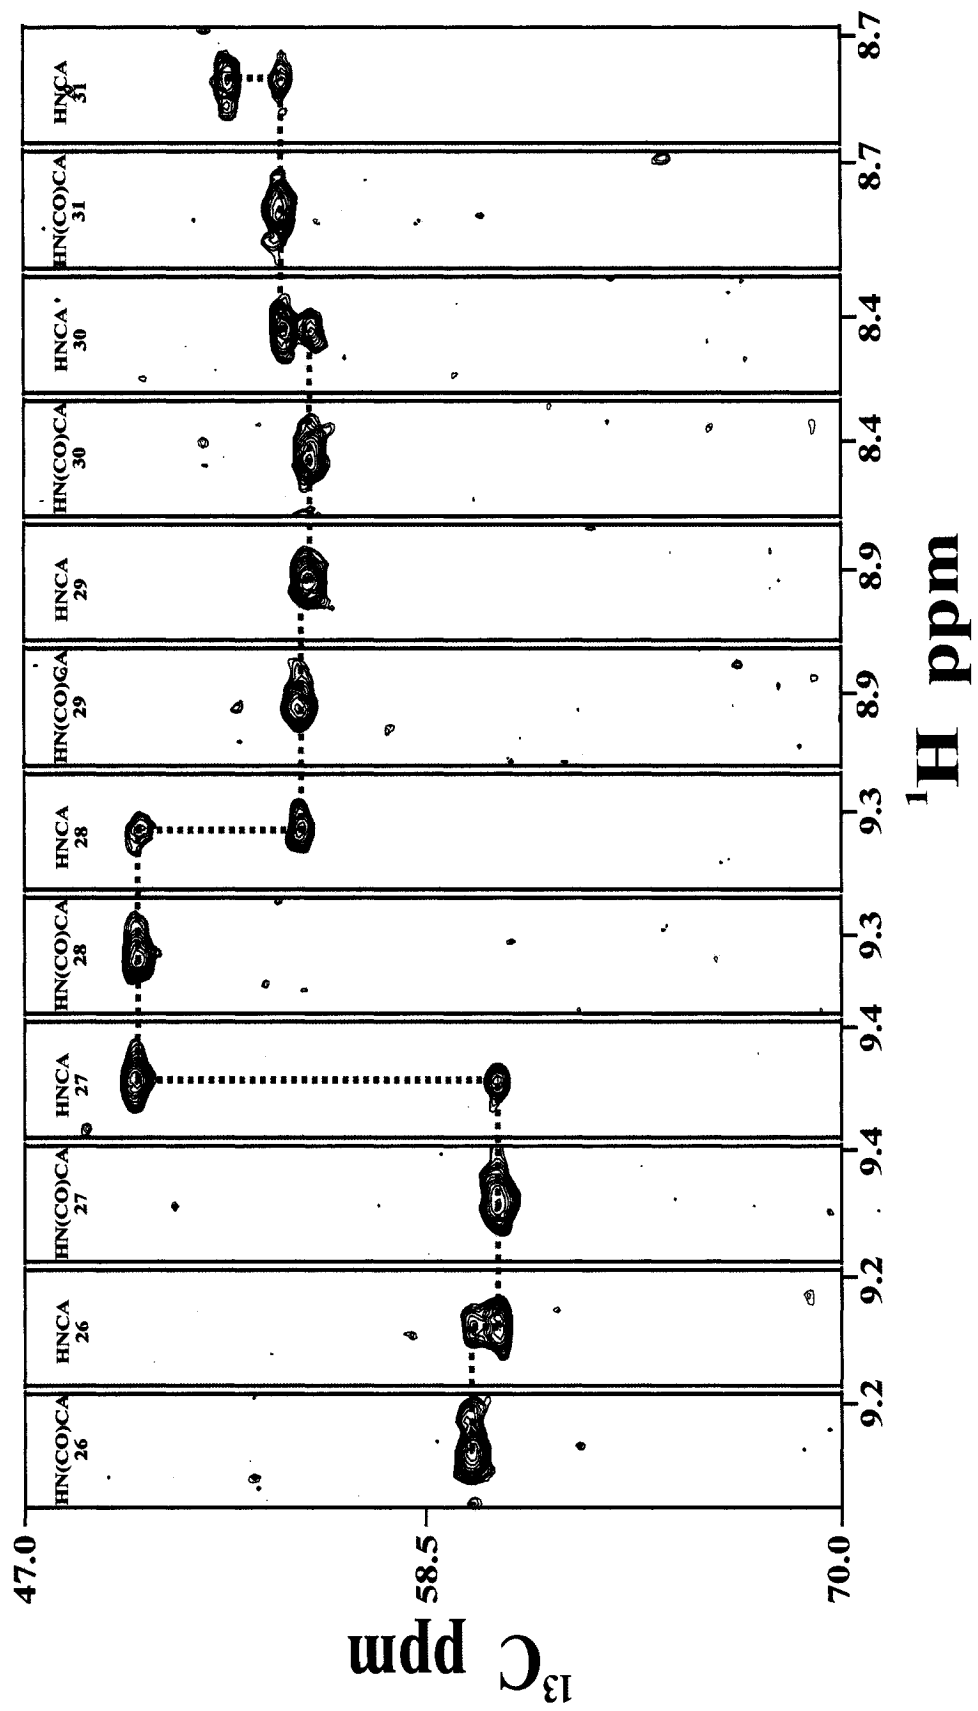 HN(CO)CA
26
HNCA
26
HN(CO)CA
27
HNCA
27
HN(CO)CA
28
HNCA
28
HN(CO)GA
29
HNCA
29
HN(CO)CA
30
HNCA
30
HN(CO)CA
31
HNCA
31
47.0
58.5
70.0
13C ppm
9.2
9.2
9.4
9.4
9.3
9.3
8.9
8.9
8.4
8.4
8.7
8.7
1H ppm